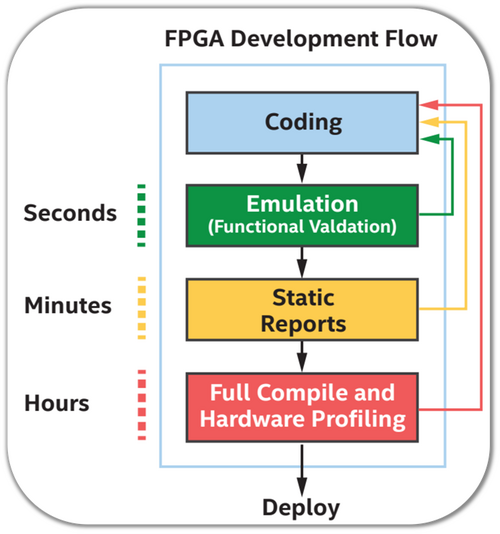 FPGA Development Flow
Coding
Seconds
Emulation
(Functional Valdation)
Minutes
Static
Reports
Hours
Full Compile and
Hardware Profiling
Deploy